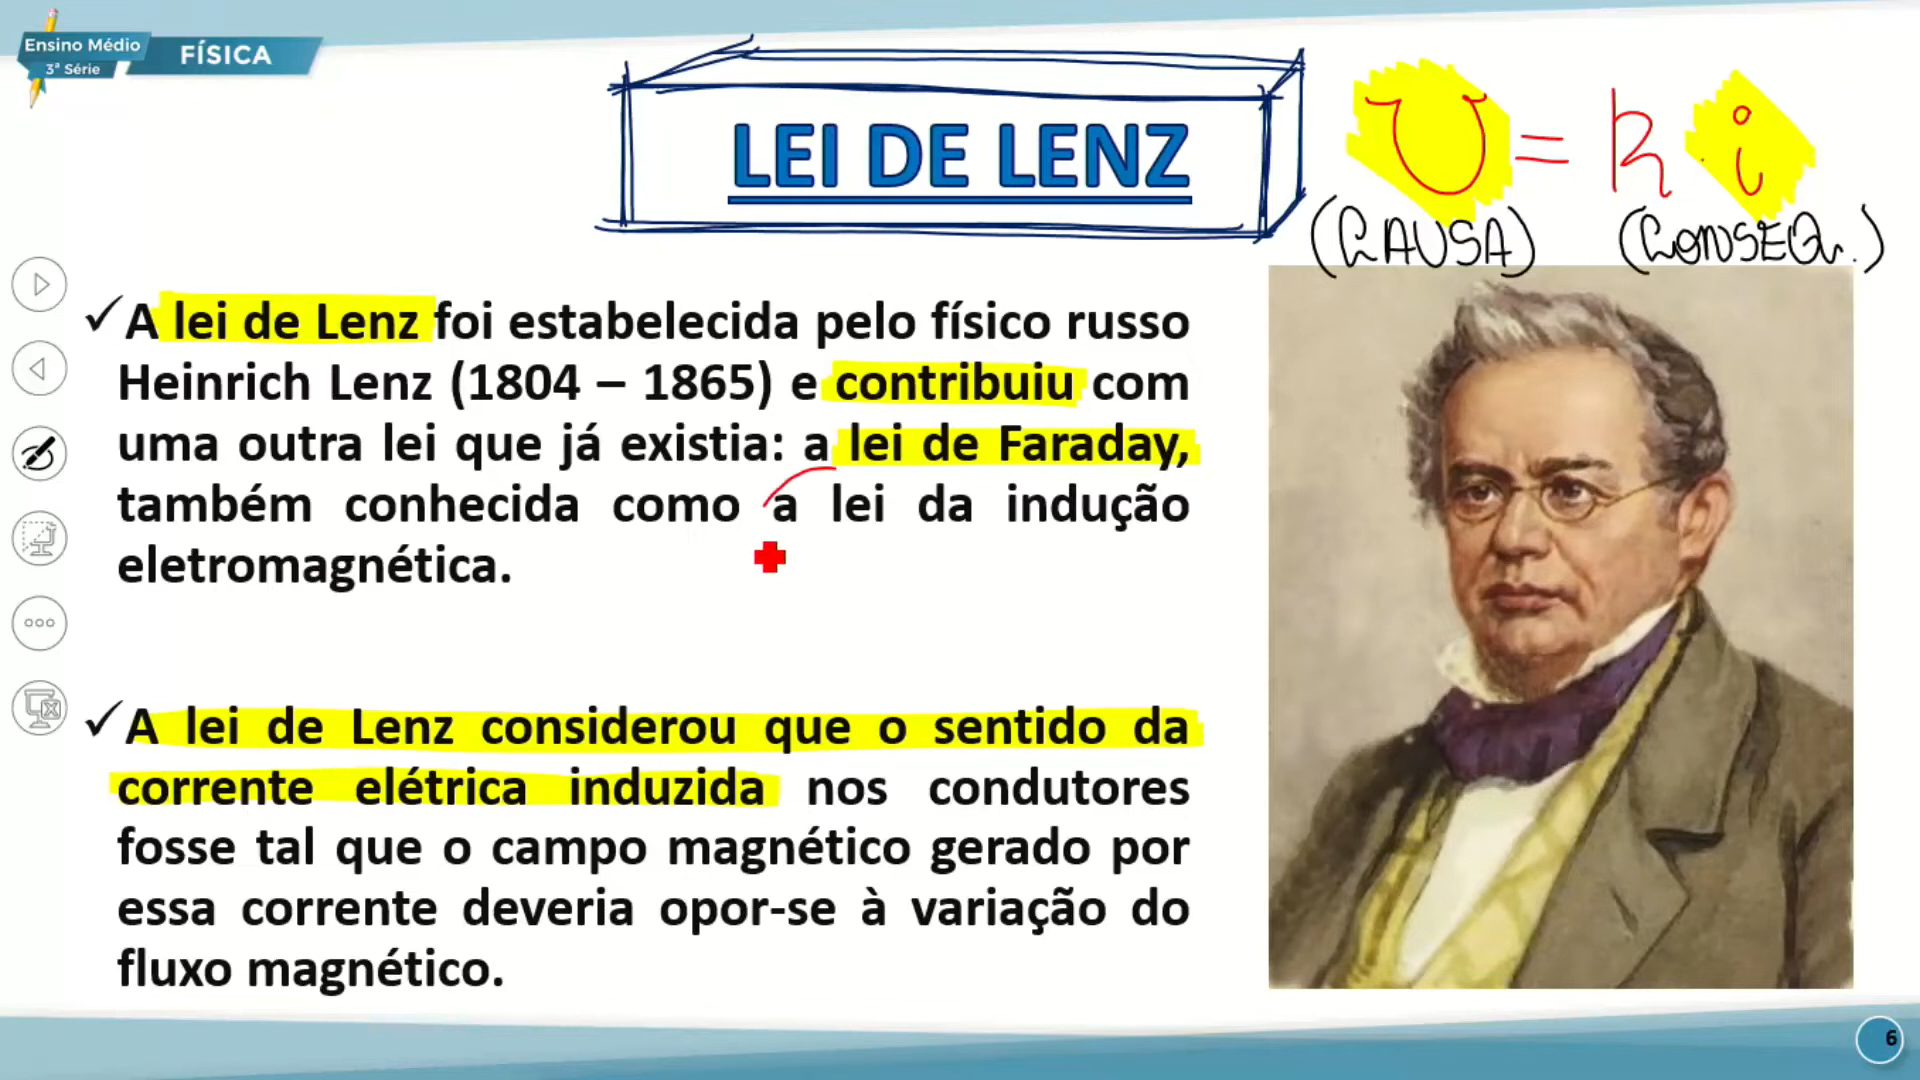 Ensino Médio
3ª Série
FÍSICA
LEI DE LENZ
U = R i
(CAUSA) (CONSEQU.)
✓A lei de Lenz foi estabelecida pelo físico russo
Heinrich Lenz (1804 – 1865) e contribuiu com
uma outra lei que já existia: a lei de Faraday,
também conhecida como a lei da indução
eletromagnética.
✓A lei de Lenz considerou que o sentido da
corrente elétrica induzida nos condutores
fosse tal que o campo magnético gerado por
essa corrente deveria opor-se à variação do
fluxo magnético.
6